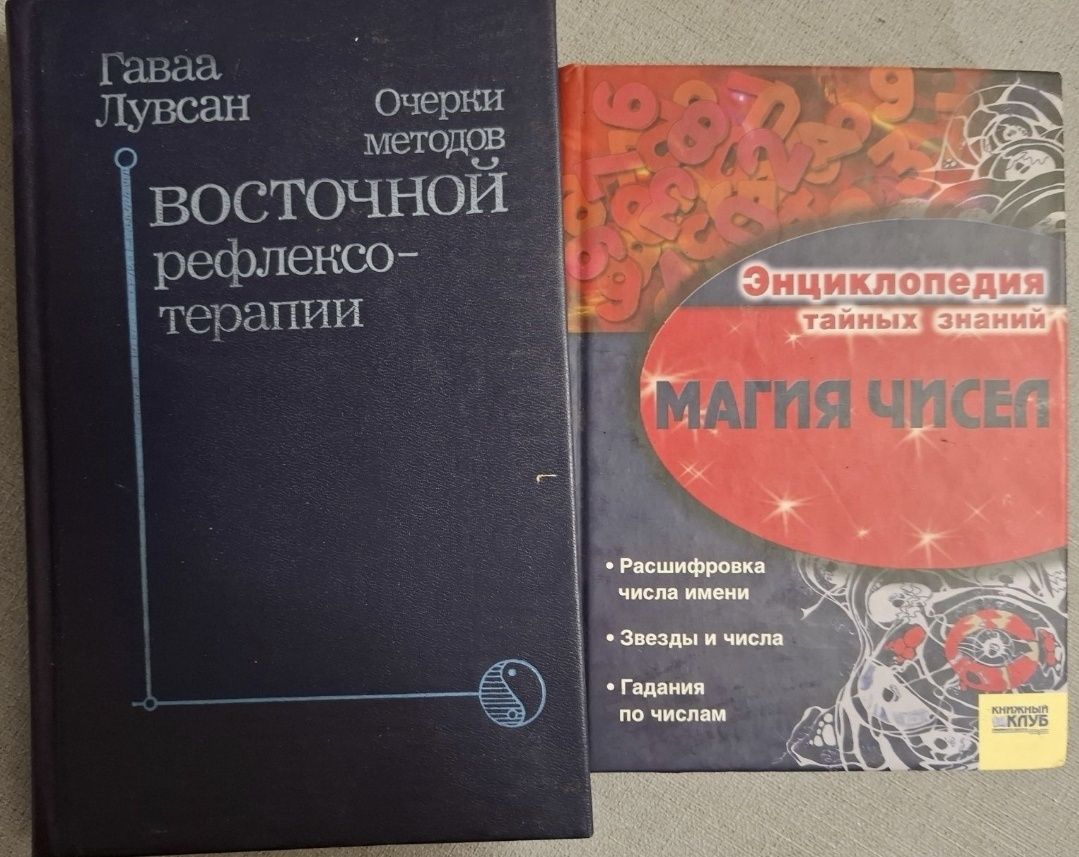 Гаваа
Лувсан
Очерки
методов
ВОСТОЧНОЙ
рефлексо-
терапии
Энциклопедия
тайных знаний
МАГИЯ ЧИСЕЛ
• Расшифровка
числа имени
• Звезды и числа
• Гадания
по числам
КНИЖНЫЙ
КЛУБ